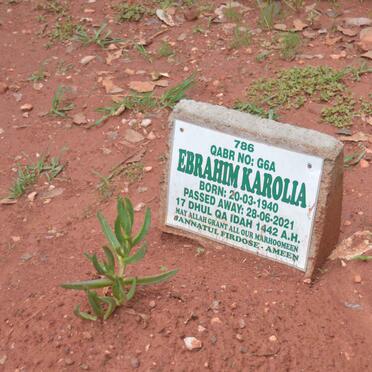 786
QABR NO: G6A
EBRAHIM KAROLIA
BORN: 20-03-1940
PASSED AWAY: 28-06-2021
17 DHUL QA IDAH 1442 A.H.
MAY ALLAH GRANT ALL OUR MARHOOMEEN
JANNATUL FIRDOSE - AMEEN